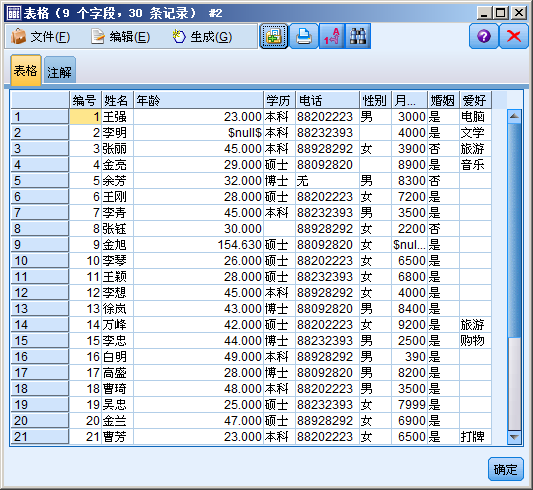 表格(9 个字段，30 条记录) #2
文件(F) 编辑(E) 生成(G)
表格 注解
编号 姓名 年龄 学历 电话 性别 月... 婚姻 爱好
1 1 王强 23.000 本科 88202223 男 3000 是 电脑
2 2 李明 $null$ 本科 88232393 4000 是 文学
3 3 张丽 45.000 本科 88928292 女 3900 否 旅游
4 4 金亮 29.000 硕士 88092820 8900 是 音乐
5 5 余芳 32.000 博士 无 男 8300 否
6 6 王刚 28.000 硕士 88202223 女 7200 是
7 7 李青 45.000 本科 88232393 男 3500 是
8 8 张钰 30.000 88928292 女 2200 否
9 9 金旭 154.630 硕士 88092820 女 $nul... 是
10 10 李琴 26.000 硕士 88202223 女 6500 是
11 11 王颖 28.000 硕士 88232393 女 6800 是
12 12 李想 45.000 本科 88928292 女 4000 是
13 13 徐岚 43.000 博士 88092820 男 8400 是
14 14 万峰 42.000 硕士 88202223 女 9200 是 旅游
15 15 李忠 44.000 博士 88232393 男 2500 是 购物
16 16 白明 49.000 本科 88928292 男 390 是
17 17 高盛 28.000 博士 88092820 男 8200 是
18 18 曹琦 48.000 本科 88202223 男 3500 是
19 19 吴忠 25.000 硕士 88232393 女 7999 是
20 20 金兰 47.000 硕士 88928292 女 6900 是
21 21 曹芳 23.000 本科 88202223 女 6500 是 打牌
确定